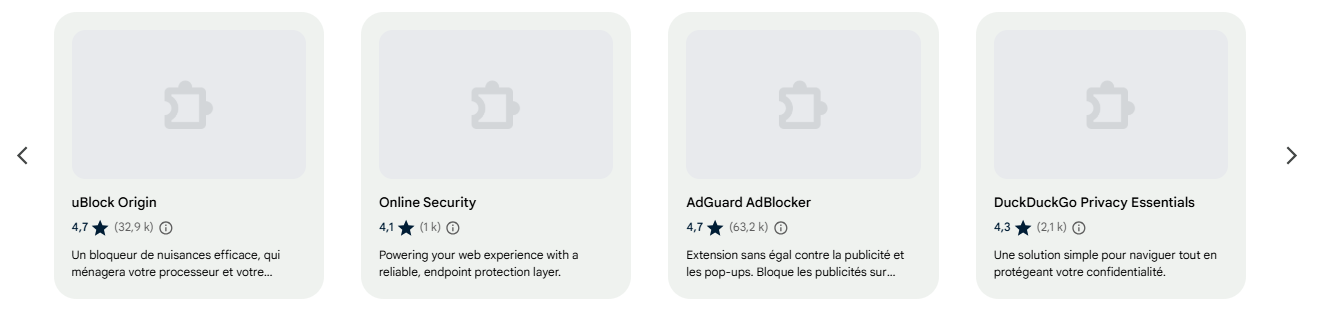 uBlock Origin
4,7 ★ (32,9 k)
Un bloqueur de nuisances efficace, qui
ménagera votre processeur et votre...
Online Security
4,1 ★ (1 k)
Powering your web experience with a
reliable, endpoint protection layer.
AdGuard AdBlocker
4,7 ★ (63,2 k)
Extension sans égal contre la publicité et
les pop-ups. Bloque les publicités sur...
DuckDuckGo Privacy Essentials
4,3 ★ (2,1 k)
Une solution simple pour naviguer tout en
protégeant votre confidentialité.